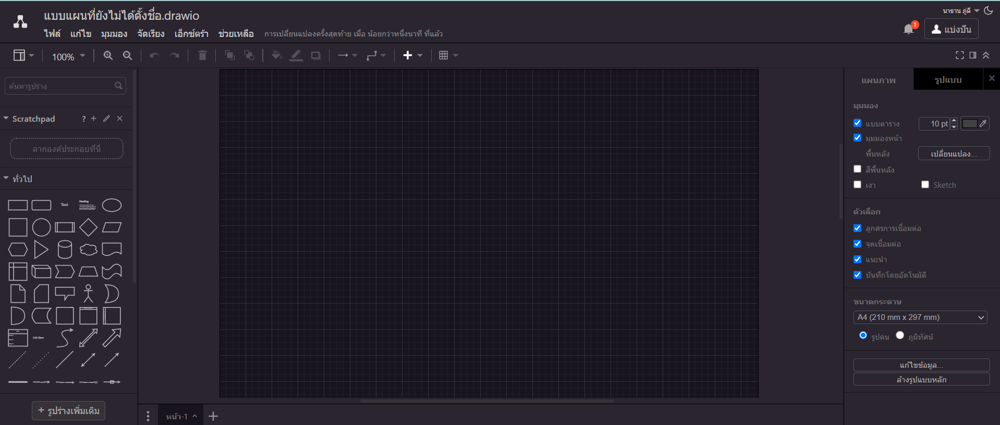 แบบแผนที่ยังไม่ได้ตั้งชื่อ.drawio
นาธาน ภู่ดี
ไฟล์ แก้ไข มุมมอง จัดเรียง เอ็กซ์ตร้า ช่วยเหลือ การเปลี่ยนแปลงครั้งสุดท้าย เมื่อ น้อยกว่าหนึ่งนาที ที่แล้ว
1
แบ่งปัน
100%
ค้นหารูปร่าง
Scratchpad ?
ลากองค์ประกอบที่นี่
ทั่วไป
Text
Heading
List Item
+ รูปร่างเพิ่มเติม
หน้า-1
แผนภาพ รูปแบบ
มุมมอง
แบบตาราง 10 pt
มุมมองหน้า
พื้นหลัง เปลี่ยนแปลง...
สีพื้นหลัง
เงา Sketch
ตัวเลือก
ลูกศรการเชื่อมต่อ
จุดเชื่อมต่อ
แนะนำ
บันทึกโดยอัตโนมัติ
ขนาดกระดาษ
A4 (210 mm x 297 mm)
รูปคน ภูมิทัศน์
แก้ไขข้อมูล...
ล้างรูปแบบหลัก